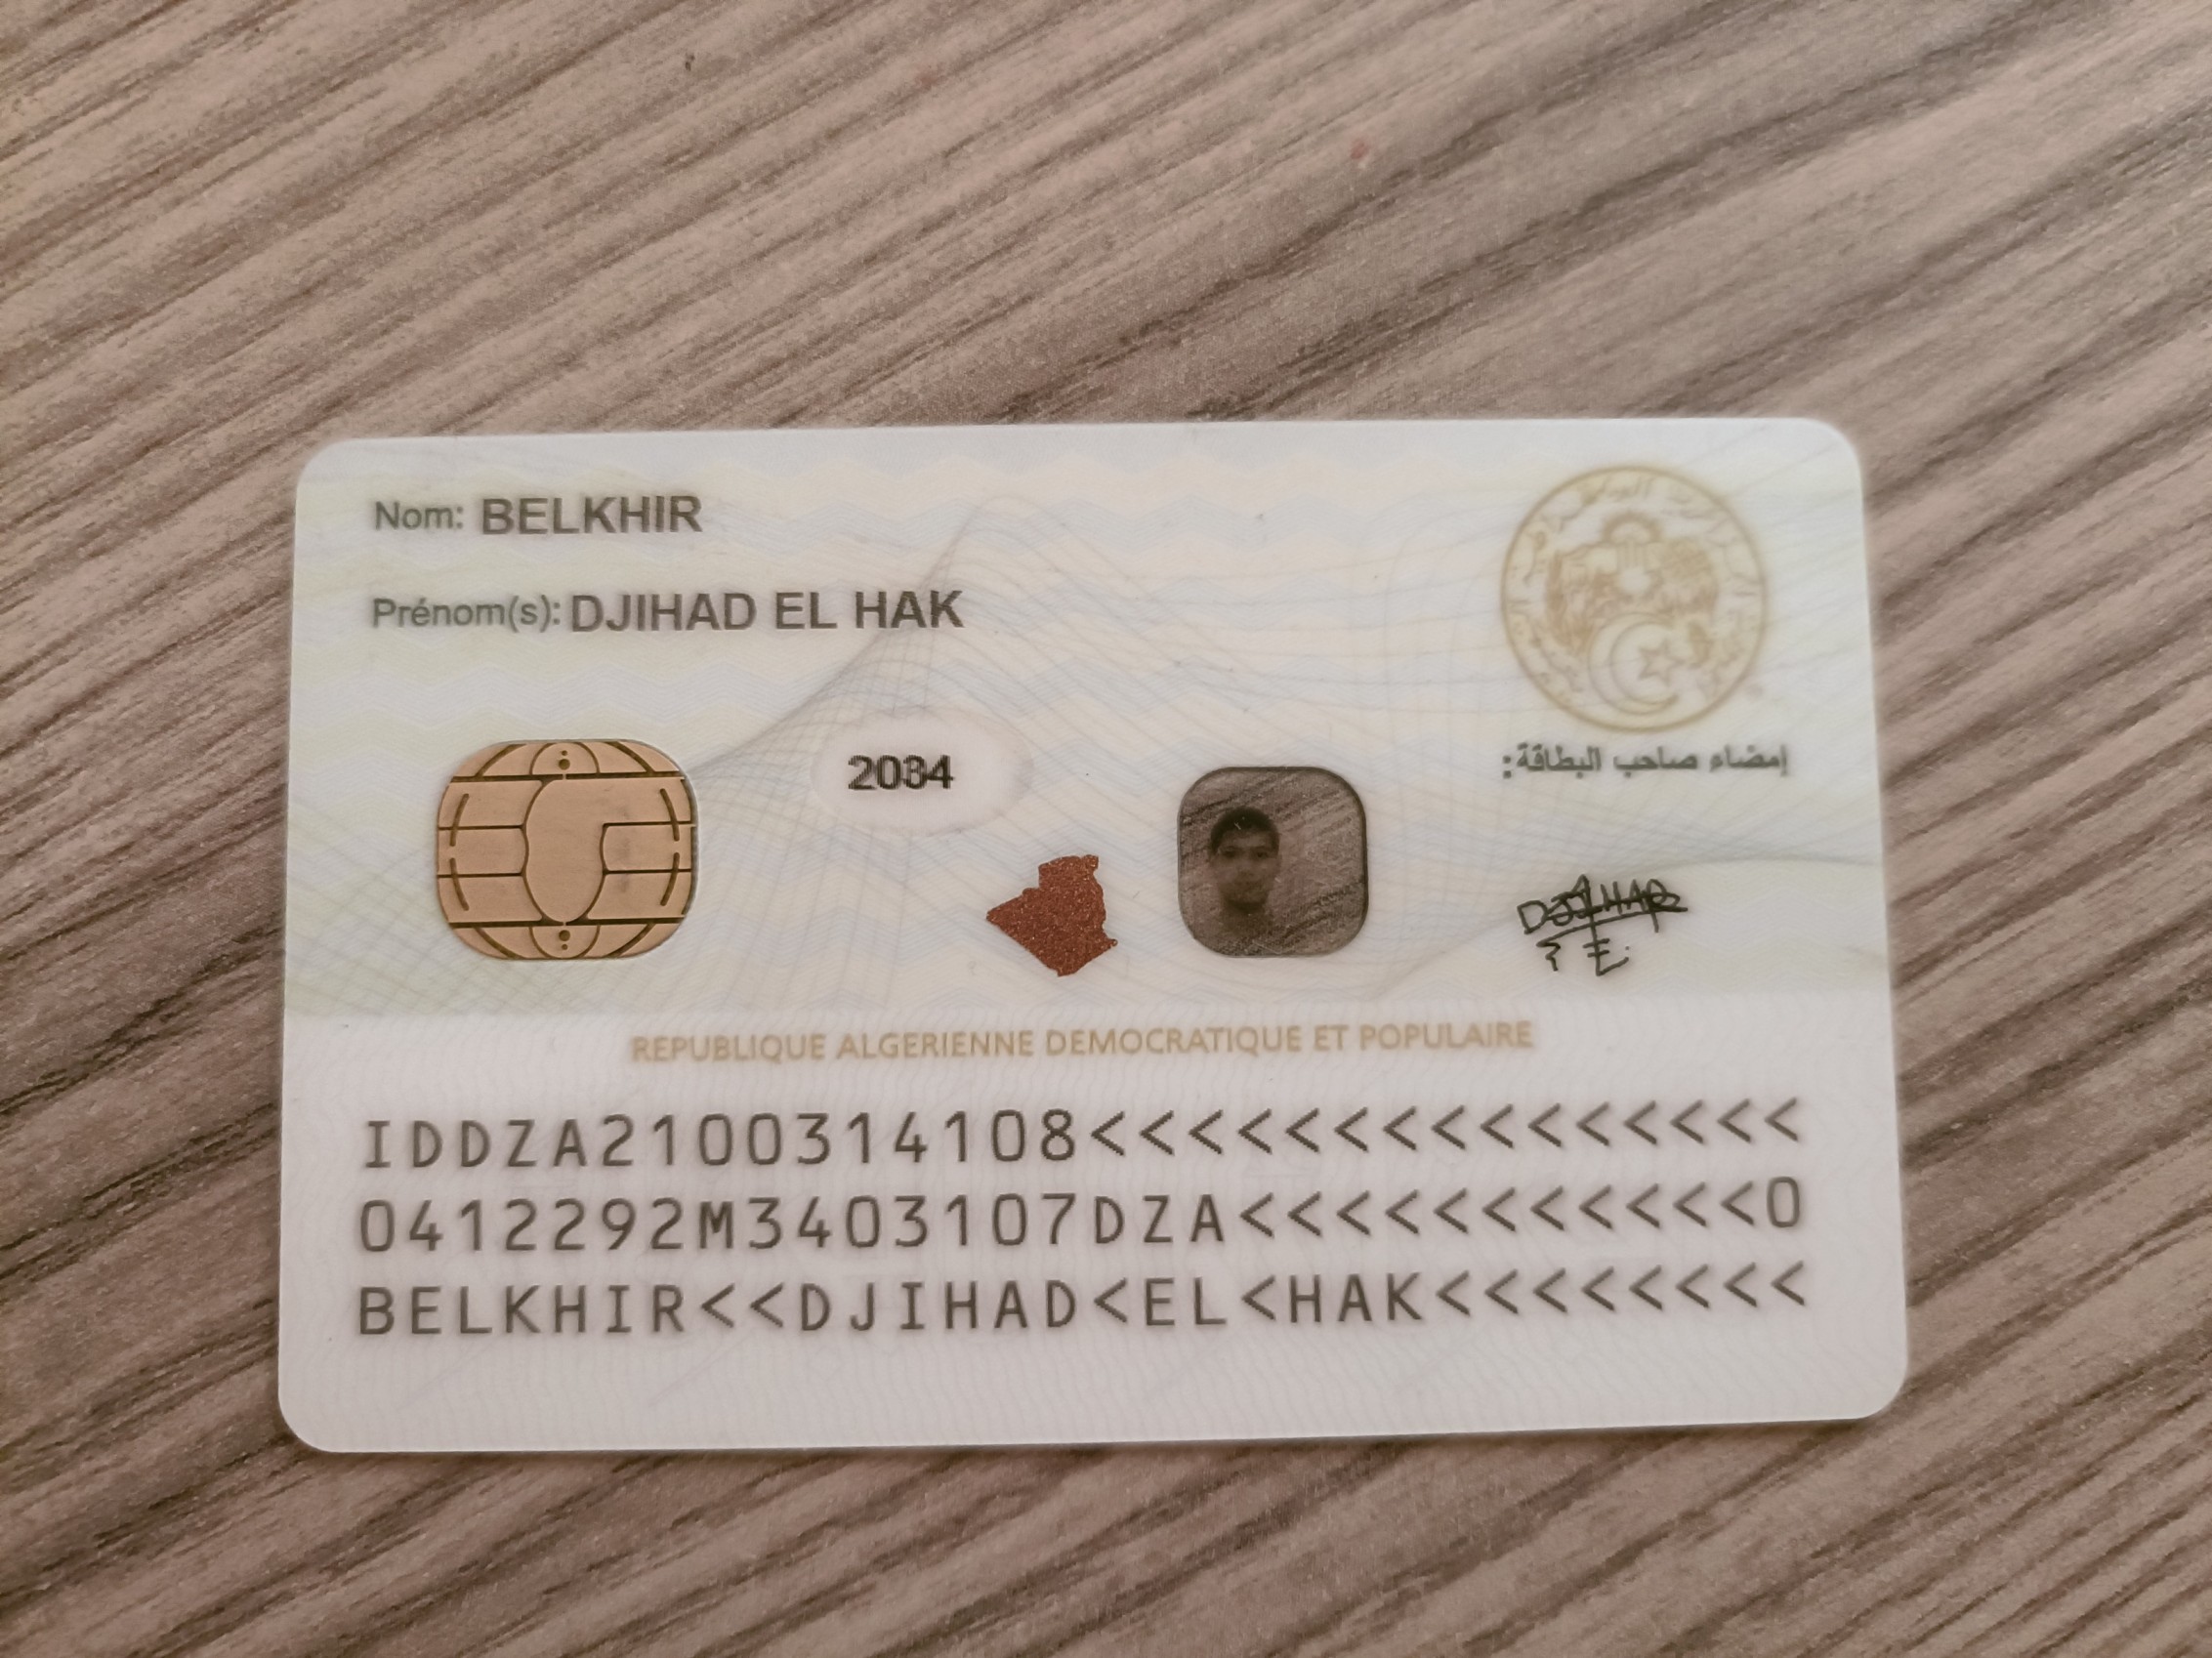 Nom: BELKHIR
Prénom(s): DJIHAD EL HAK
إمضاء صاحب البطاقة:
DJIHAD
REPUBLIQUE ALGERIENNE DEMOCRATIQUE ET POPULAIRE
IDDZA2100314108<<<<<<<<<<<<<<<
0412292M3403107DZA<<<<<<<<<<<0
BELKHIR<<DJIHAD<EL<HAK<<<<<<<<